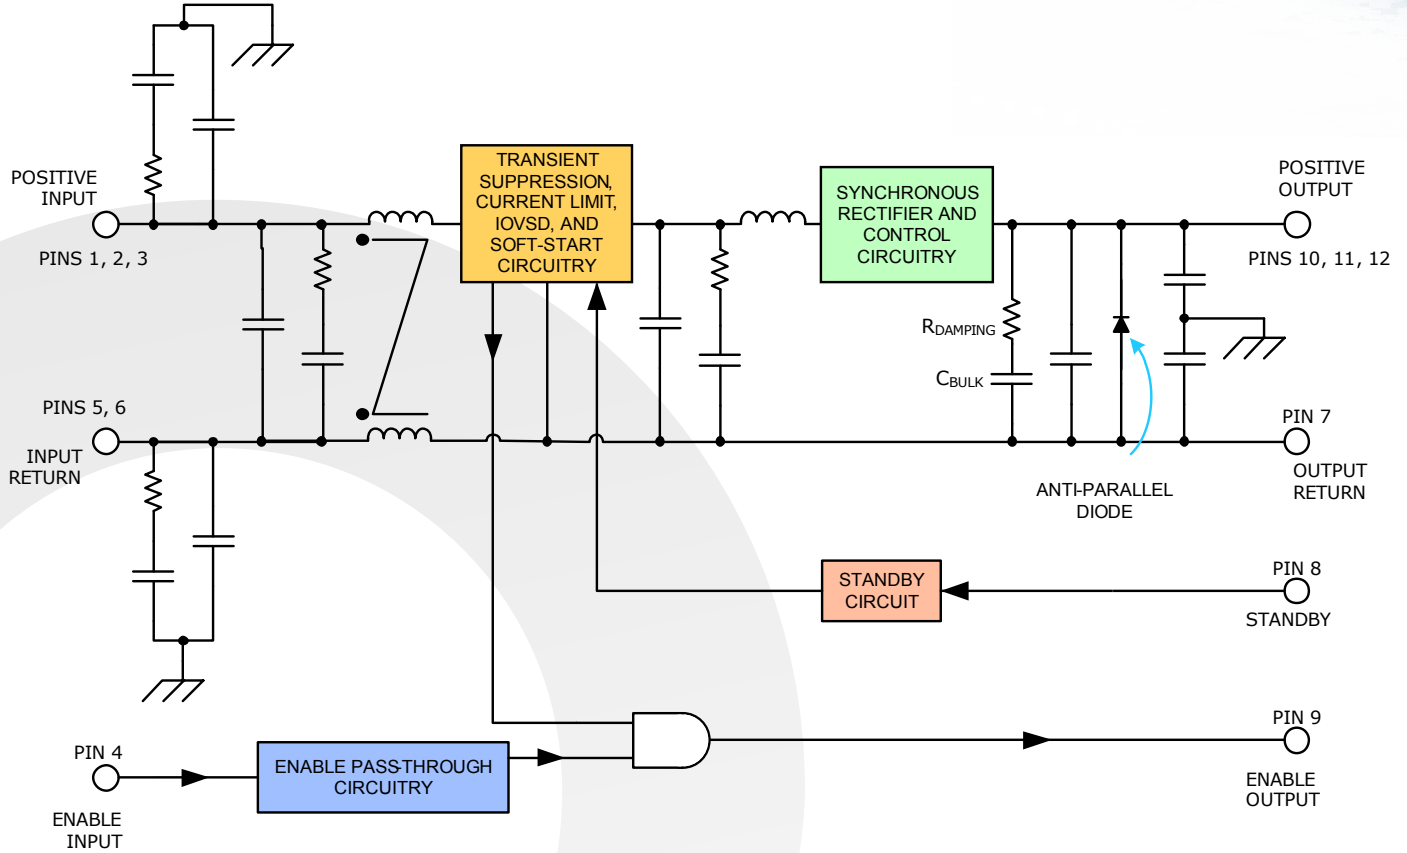 POSITIVE
INPUT
PINS 1, 2, 3
TRANSIENT
SUPPRESSION,
CURRENT LIMIT,
IOVSD, AND
SOFT-START
CIRCUITRY
SYNCHRONOUS
RECTIFIER AND
CONTROL
CIRCUITRY
POSITIVE
OUTPUT
PINS 10, 11, 12
RDAMPING
CBULK
PINS 5, 6
INPUT
RETURN
PIN 7
OUTPUT
RETURN
ANTI-PARALLEL
DIODE
STANDBY
CIRCUIT
PIN 8
STANDBY
PIN 4
ENABLE
INPUT
ENABLE PASS-THROUGH
CIRCUITRY
PIN 9
ENABLE
OUTPUT